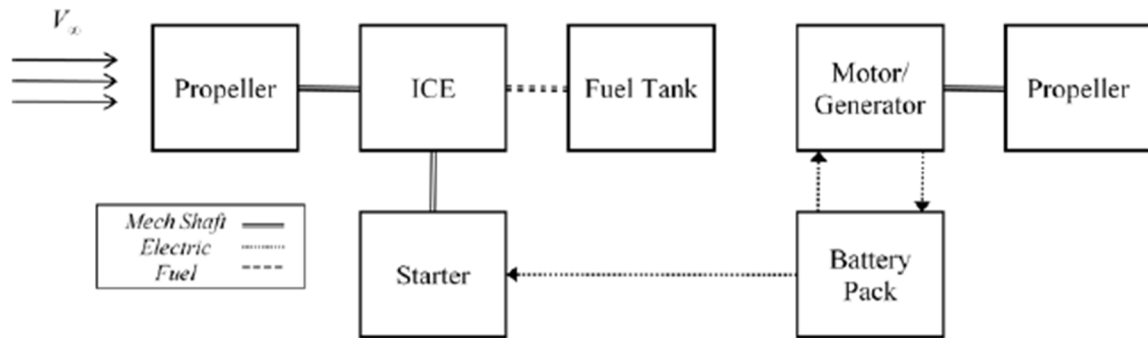 V∞
Propeller
ICE
Fuel Tank
Motor/
Generator
Propeller
Mech Shaft
Electric
Fuel
Starter
Battery
Pack